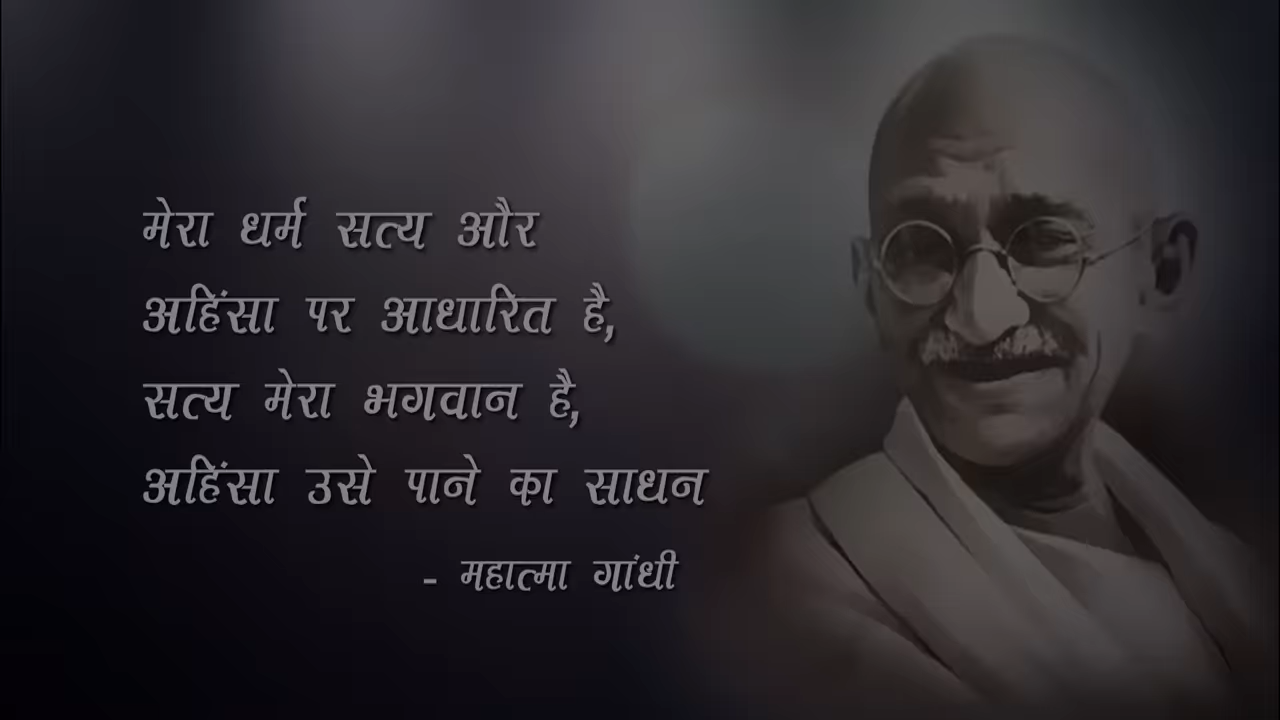 मेरा धर्म सत्य और
अहिंसा पर आधारित है,
सत्य मेरा भगवान है,
अहिंसा उसे पाने का साधन
- महात्मा गांधी